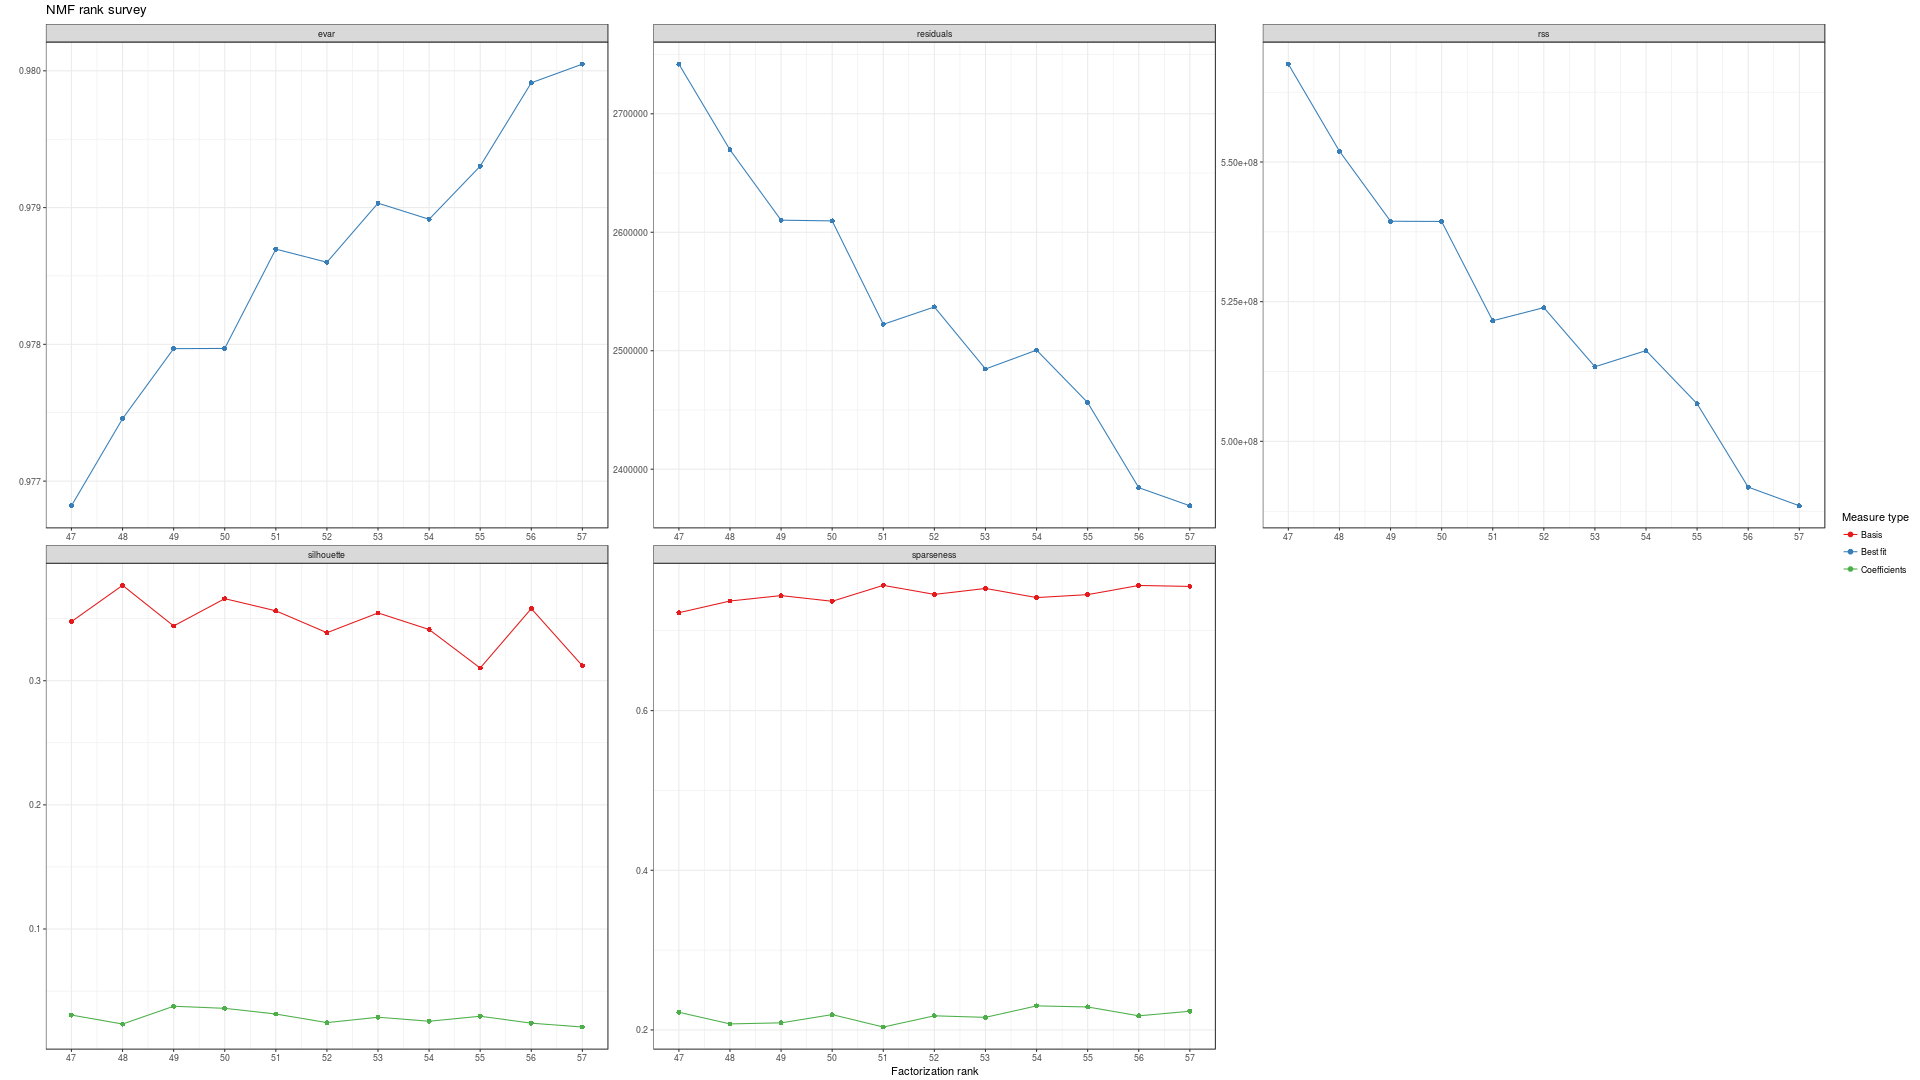 NMF rank survey
evar
residuals
rss
0.980
0.979
0.978
0.977
2700000
2600000
2500000
2400000
5.50e+08
5.25e+08
5.00e+08
47 48 49 50 51 52 53 54 55 56 57
47 48 49 50 51 52 53 54 55 56 57
47 48 49 50 51 52 53 54 55 56 57
silhouette
sparseness
0.3
0.2
0.1
0.6
0.4
0.2
47 48 49 50 51 52 53 54 55 56 57
47 48 49 50 51 52 53 54 55 56 57
Factorization rank
Measure type
Basis
Best fit
Coefficients